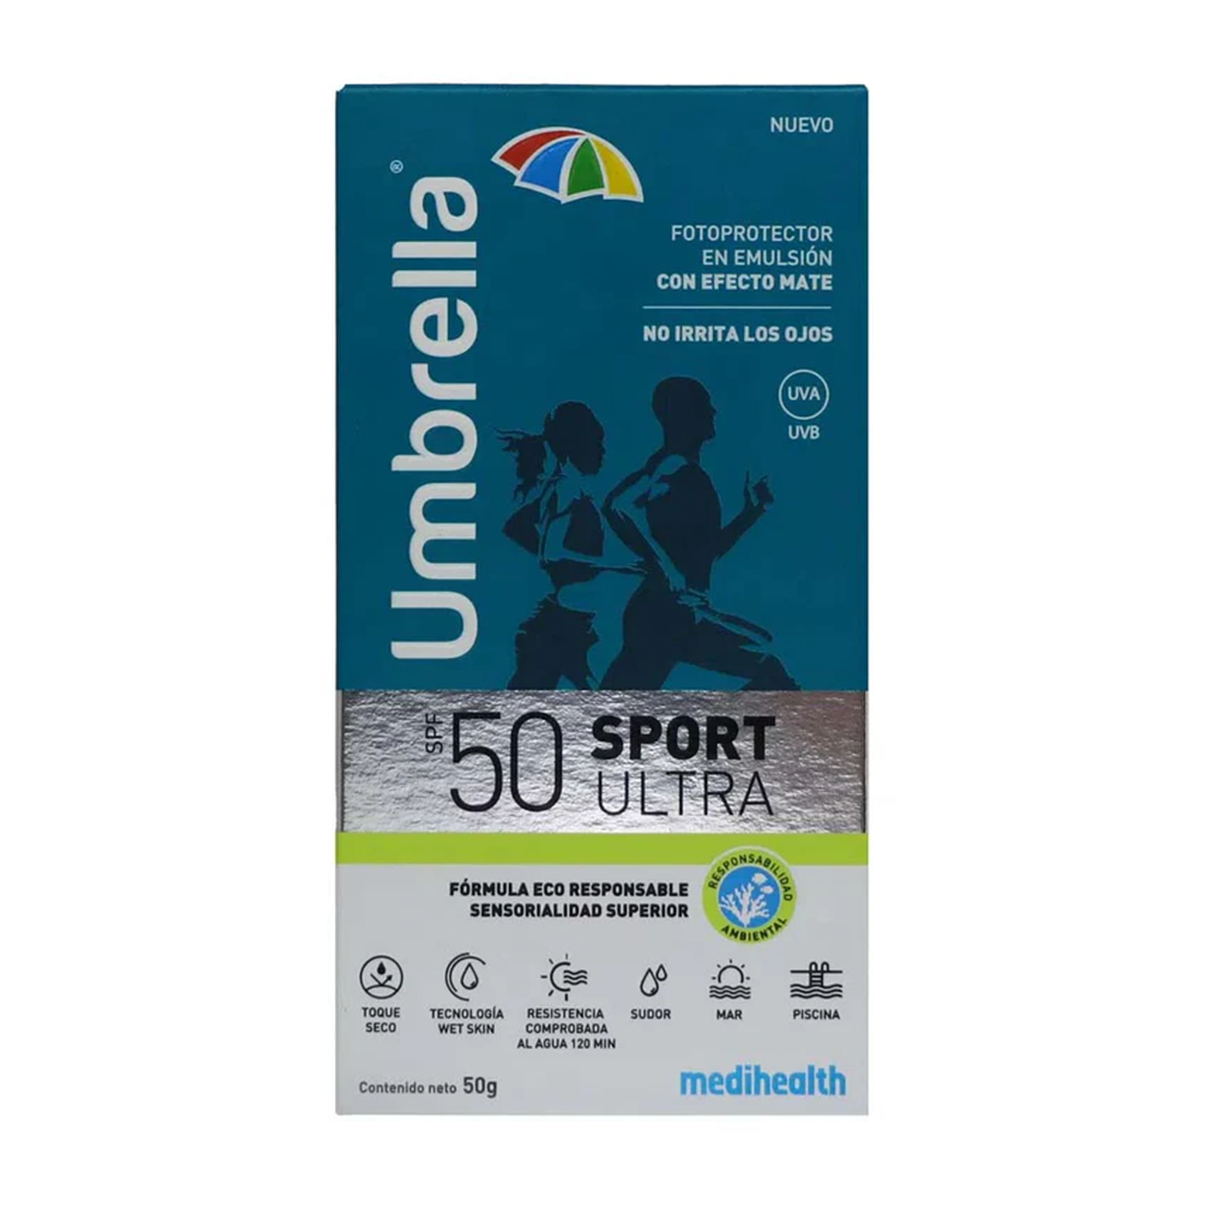 NUEVO
Umbrella®
FOTOPROTECTOR
EN EMULSIÓN
CON EFECTO MATE
NO IRRITA LOS OJOS
UVA
UVB
SPF
50 SPORT
ULTRA
FÓRMULA ECO RESPONSABLE
SENSORIALIDAD SUPERIOR
RESPONSABILIDAD
AMBIENTAL
TOQUE
SECO
TECNOLOGÍA
WET SKIN
RESISTENCIA
COMPROBADA
AL AGUA 120 MIN
SUDOR
MAR
PISCINA
Contenido neto 50g
medihealth